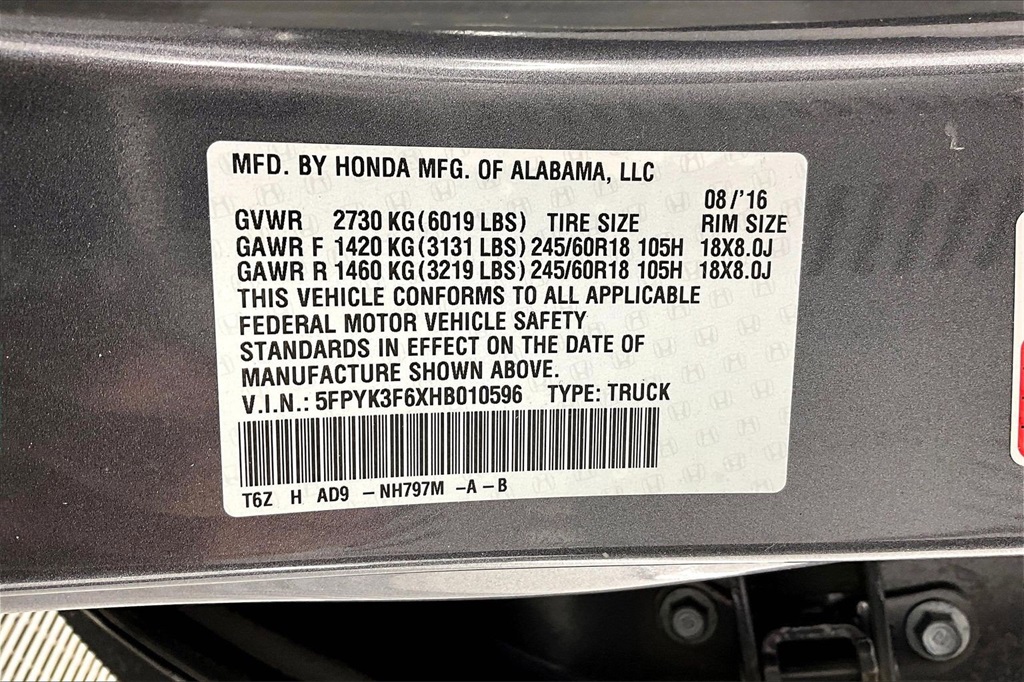 MFD. BY HONDA MFG. OF ALABAMA, LLC
08/'16
GVWR 2730 KG(6019 LBS) TIRE SIZE RIM SIZE
GAWR F 1420 KG(3131 LBS) 245/60R18 105H 18X8.0J
GAWR R 1460 KG(3219 LBS) 245/60R18 105H 18X8.0J
THIS VEHICLE CONFORMS TO ALL APPLICABLE
FEDERAL MOTOR VEHICLE SAFETY
STANDARDS IN EFFECT ON THE DATE OF
MANUFACTURE SHOWN ABOVE.
V.I.N.: 5FPYK3F6XHB010596 TYPE: TRUCK
T6Z H AD9 -NH797M -A-B